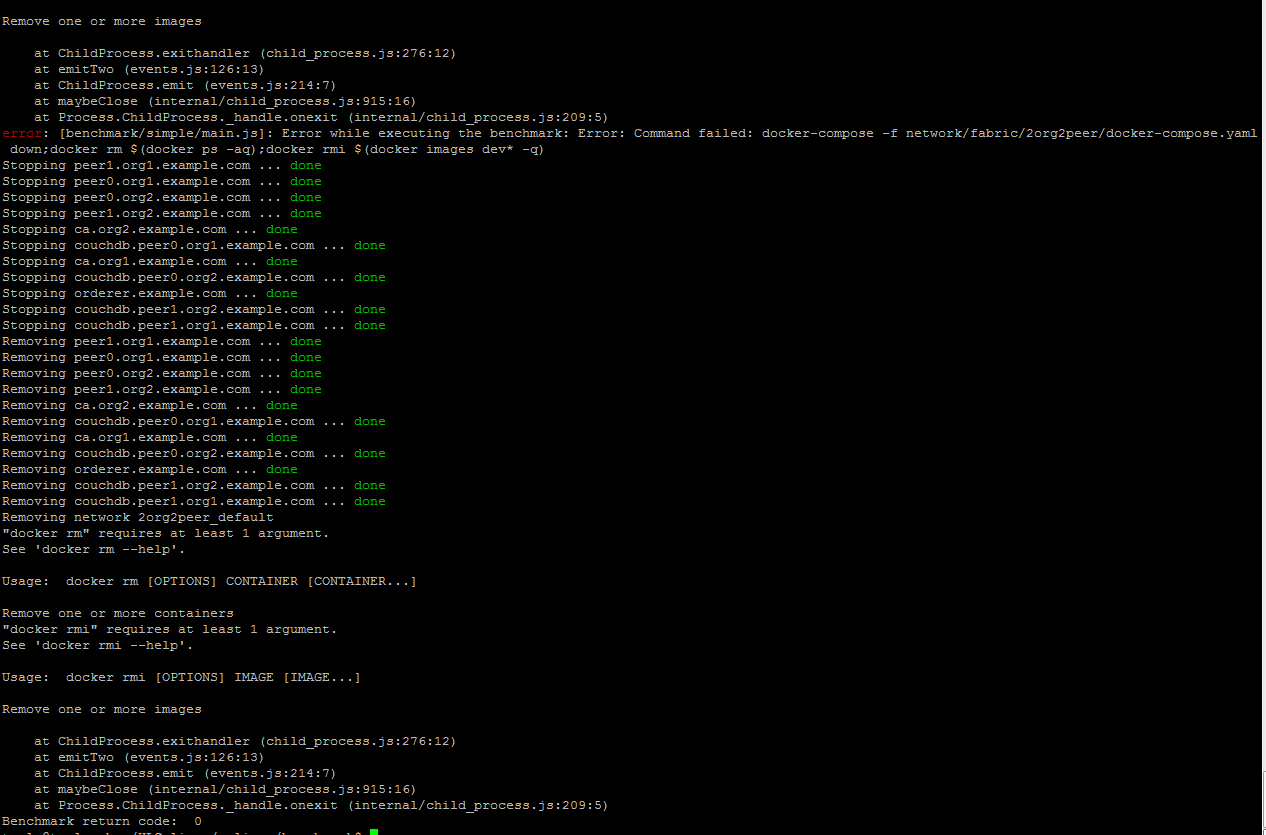 Remove one or more images
at ChildProcess.exithandler (child_process.js:276:12)
at emitTwo (events.js:126:13)
at ChildProcess.emit (events.js:214:7)
at maybeClose (internal/child_process.js:915:16)
at Process.ChildProcess._handle.onexit (internal/child_process.js:209:5)
error: [benchmark/simple/main.js]: Error while executing the benchmark: Error: Command failed: docker-compose -f network/fabric/2org2peer/docker-compose.yaml
down;docker rm $(docker ps -aq);docker rmi $(docker images dev* -q)
Stopping peer1.org1.example.com ... done
Stopping peer0.org1.example.com ... done
Stopping peer0.org2.example.com ... done
Stopping peer1.org2.example.com ... done
Stopping ca.org2.example.com ... done
Stopping couchdb.peer0.org1.example.com ... done
Stopping ca.org1.example.com ... done
Stopping couchdb.peer0.org2.example.com ... done
Stopping orderer.example.com ... done
Stopping couchdb.peer1.org2.example.com ... done
Stopping couchdb.peer1.org1.example.com ... done
Removing peer1.org1.example.com ... done
Removing peer0.org1.example.com ... done
Removing peer0.org2.example.com ... done
Removing peer1.org2.example.com ... done
Removing ca.org2.example.com ... done
Removing couchdb.peer0.org1.example.com ... done
Removing ca.org1.example.com ... done
Removing couchdb.peer0.org2.example.com ... done
Removing orderer.example.com ... done
Removing couchdb.peer1.org2.example.com ... done
Removing couchdb.peer1.org1.example.com ... done
Removing network 2org2peer_default
"docker rm" requires at least 1 argument.
See 'docker rm --help'.
Usage:  docker rm [OPTIONS] CONTAINER [CONTAINER...]
Remove one or more containers
"docker rmi" requires at least 1 argument.
See 'docker rmi --help'.
Usage:  docker rmi [OPTIONS] IMAGE [IMAGE...]
Remove one or more images
at ChildProcess.exithandler (child_process.js:276:12)
at emitTwo (events.js:126:13)
at ChildProcess.emit (events.js:214:7)
at maybeClose (internal/child_process.js:915:16)
at Process.ChildProcess._handle.onexit (internal/child_process.js:209:5)
Benchmark return code:  0